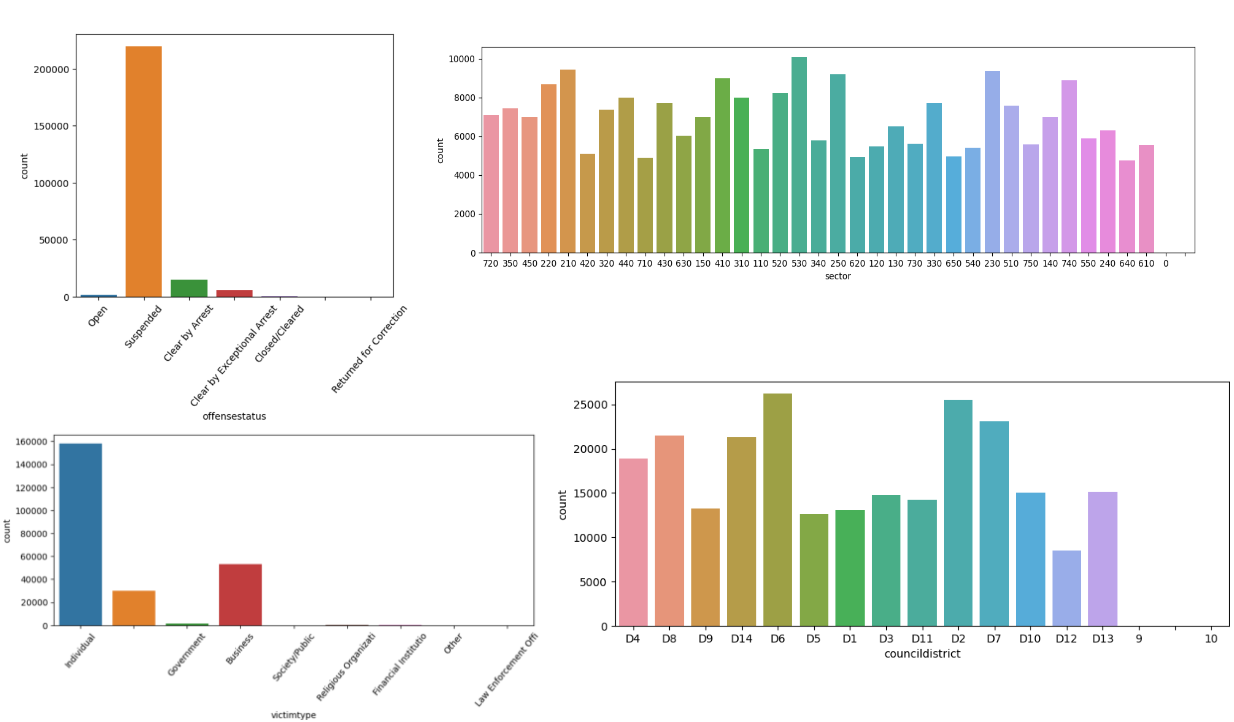 200000
150000
100000
50000
0
count
Open
Suspended
Clear by Arrest
Clear by Exceptional Arrest
Closed/Cleared
Returned for Correction
offensestatus
10000
8000
6000
4000
2000
0
count
720 350 450 220 210 420 320 440 710 430 630 150 410 310 110 520 530 340 250 620 120 130 730 330 650 540 230 510 750 140 740 550 240 640 610 0
sector
160000
140000
120000
100000
80000
60000
40000
20000
0
count
Individual
Government
Business
Society/Public
Religious Organizati
Financial Institutio
Other
Law Enforcement Offi
victimtype
25000
20000
15000
10000
5000
0
count
D4 D8 D9 D14 D6 D5 D1 D3 D11 D2 D7 D10 D12 D13 9 10
councildistrict